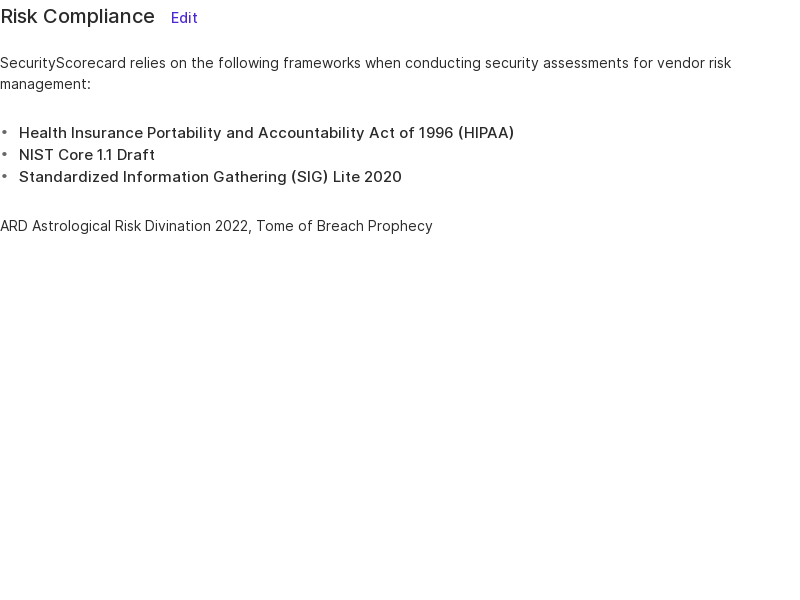 Risk Compliance Edit
SecurityScorecard relies on the following frameworks when conducting security assessments for vendor risk
management:
• Health Insurance Portability and Accountability Act of 1996 (HIPAA)
• NIST Core 1.1 Draft
• Standardized Information Gathering (SIG) Lite 2020
ARD Astrological Risk Divination 2022, Tome of Breach Prophecy